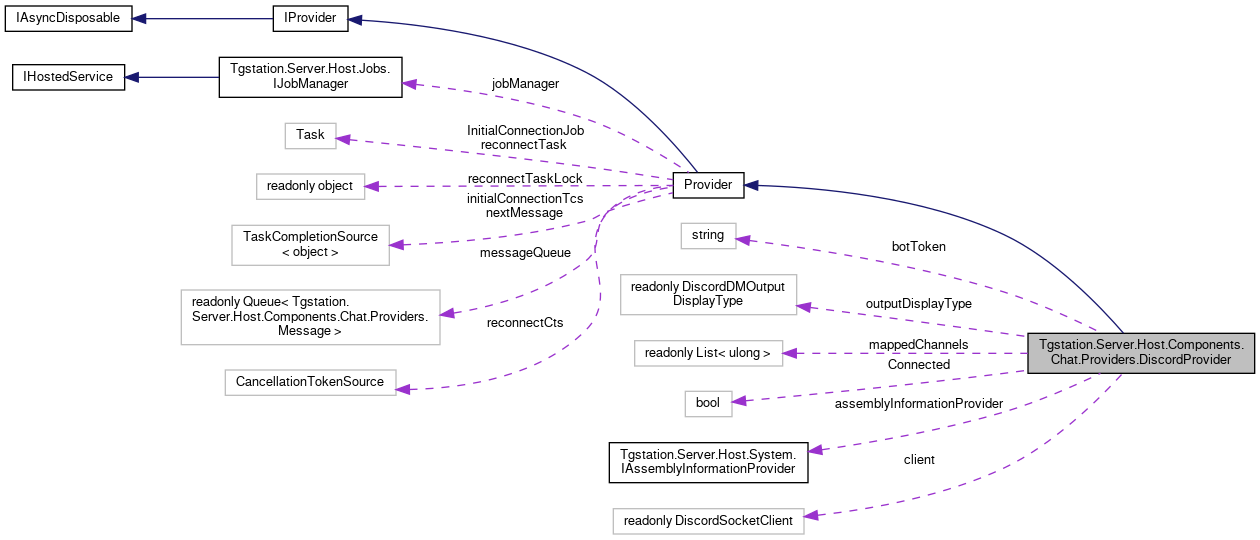 IAsyncDisposable
IProvider
IHostedService
Tgstation.Server.Host.Jobs.
IJobManager
jobManager
Task
InitialConnectionJob
reconnectTask
readonly object
reconnectTaskLock
Provider
TaskCompletionSource
< object >
initialConnectionTcs
nextMessage
string
botToken
messageQueue
readonly Queue< Tgstation.
Server.Host.Components.Chat.Providers.
Message >
readonly DiscordDMOutput
DisplayType
outputDisplayType
reconnectCts
readonly List< ulong >
mappedChannels
Tgstation.Server.Host.Components.
Chat.Providers.DiscordProvider
CancellationTokenSource
Connected
bool
assemblyInformationProvider
Tgstation.Server.Host.System.
IAssemblyInformationProvider
client
readonly DiscordSocketClient